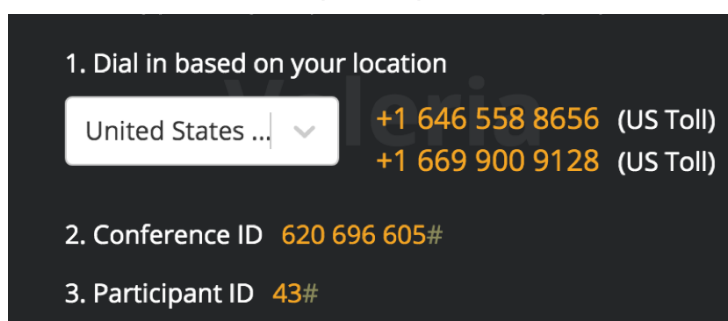 1. Dial in based on your location
Valeria
United States ...
+1 646 558 8656 (US Toll)
+1 669 900 9128 (US Toll)
2. Conference ID 620 696 605#
3. Participant ID 43#